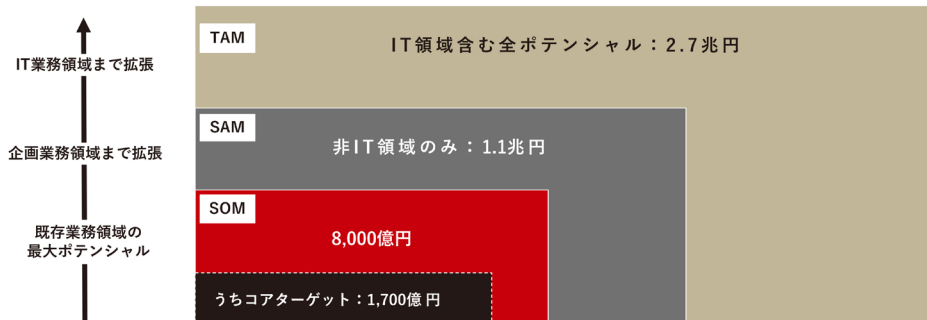 TAM
IT領域含む全ポテンシャル：2.7兆円
IT業務領域まで拡張
SAM
非IT領域のみ：1.1兆円
企画業務領域まで拡張
SOM
8,000億円
既存業務領域の
最大ポテンシャル
うちコアターゲット：1,700億円